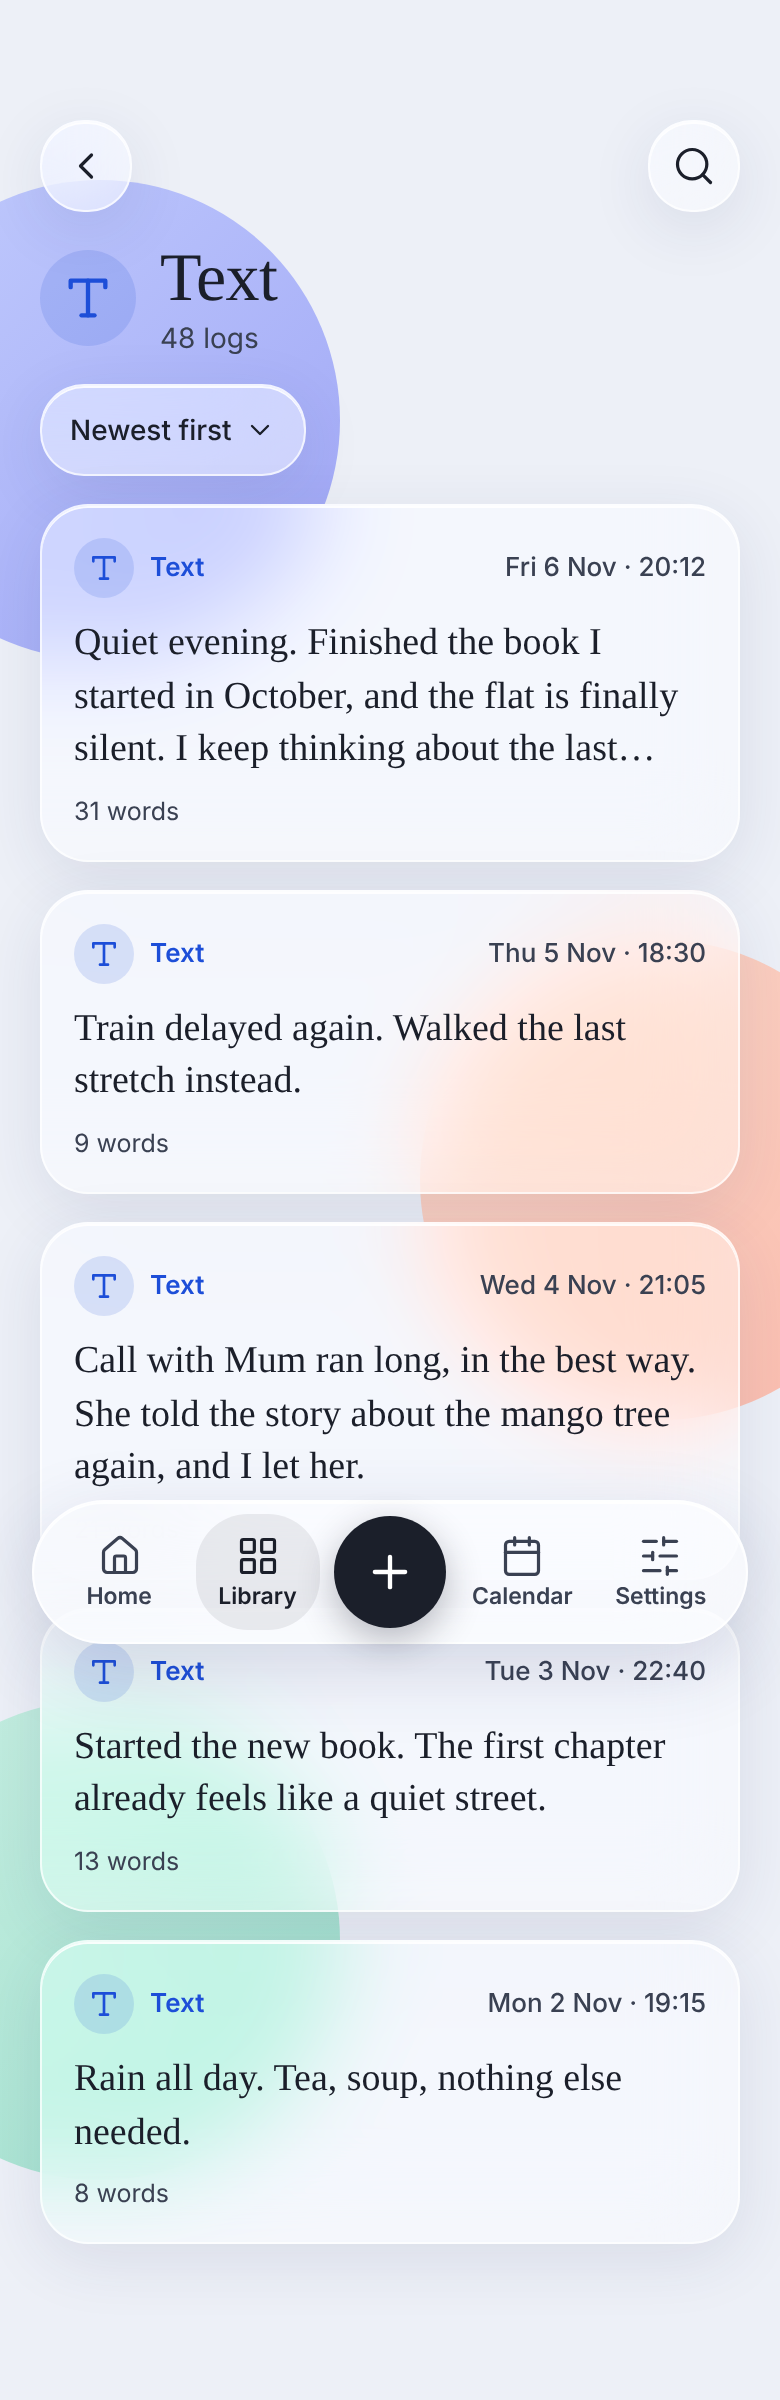 Text
48 logs
Newest first
Text
Fri 6 Nov · 20:12
Quiet evening. Finished the book I
started in October, and the flat is finally
silent. I keep thinking about the last…
31 words
Text
Thu 5 Nov · 18:30
Train delayed again. Walked the last
stretch instead.
9 words
Text
Wed 4 Nov · 21:05
Call with Mum ran long, in the best way.
She told the story about the mango tree
again, and I let her.
Home
Library
Calendar
Settings
Text
Tue 3 Nov · 22:40
Started the new book. The first chapter
already feels like a quiet street.
13 words
Text
Mon 2 Nov · 19:15
Rain all day. Tea, soup, nothing else
needed.
8 words